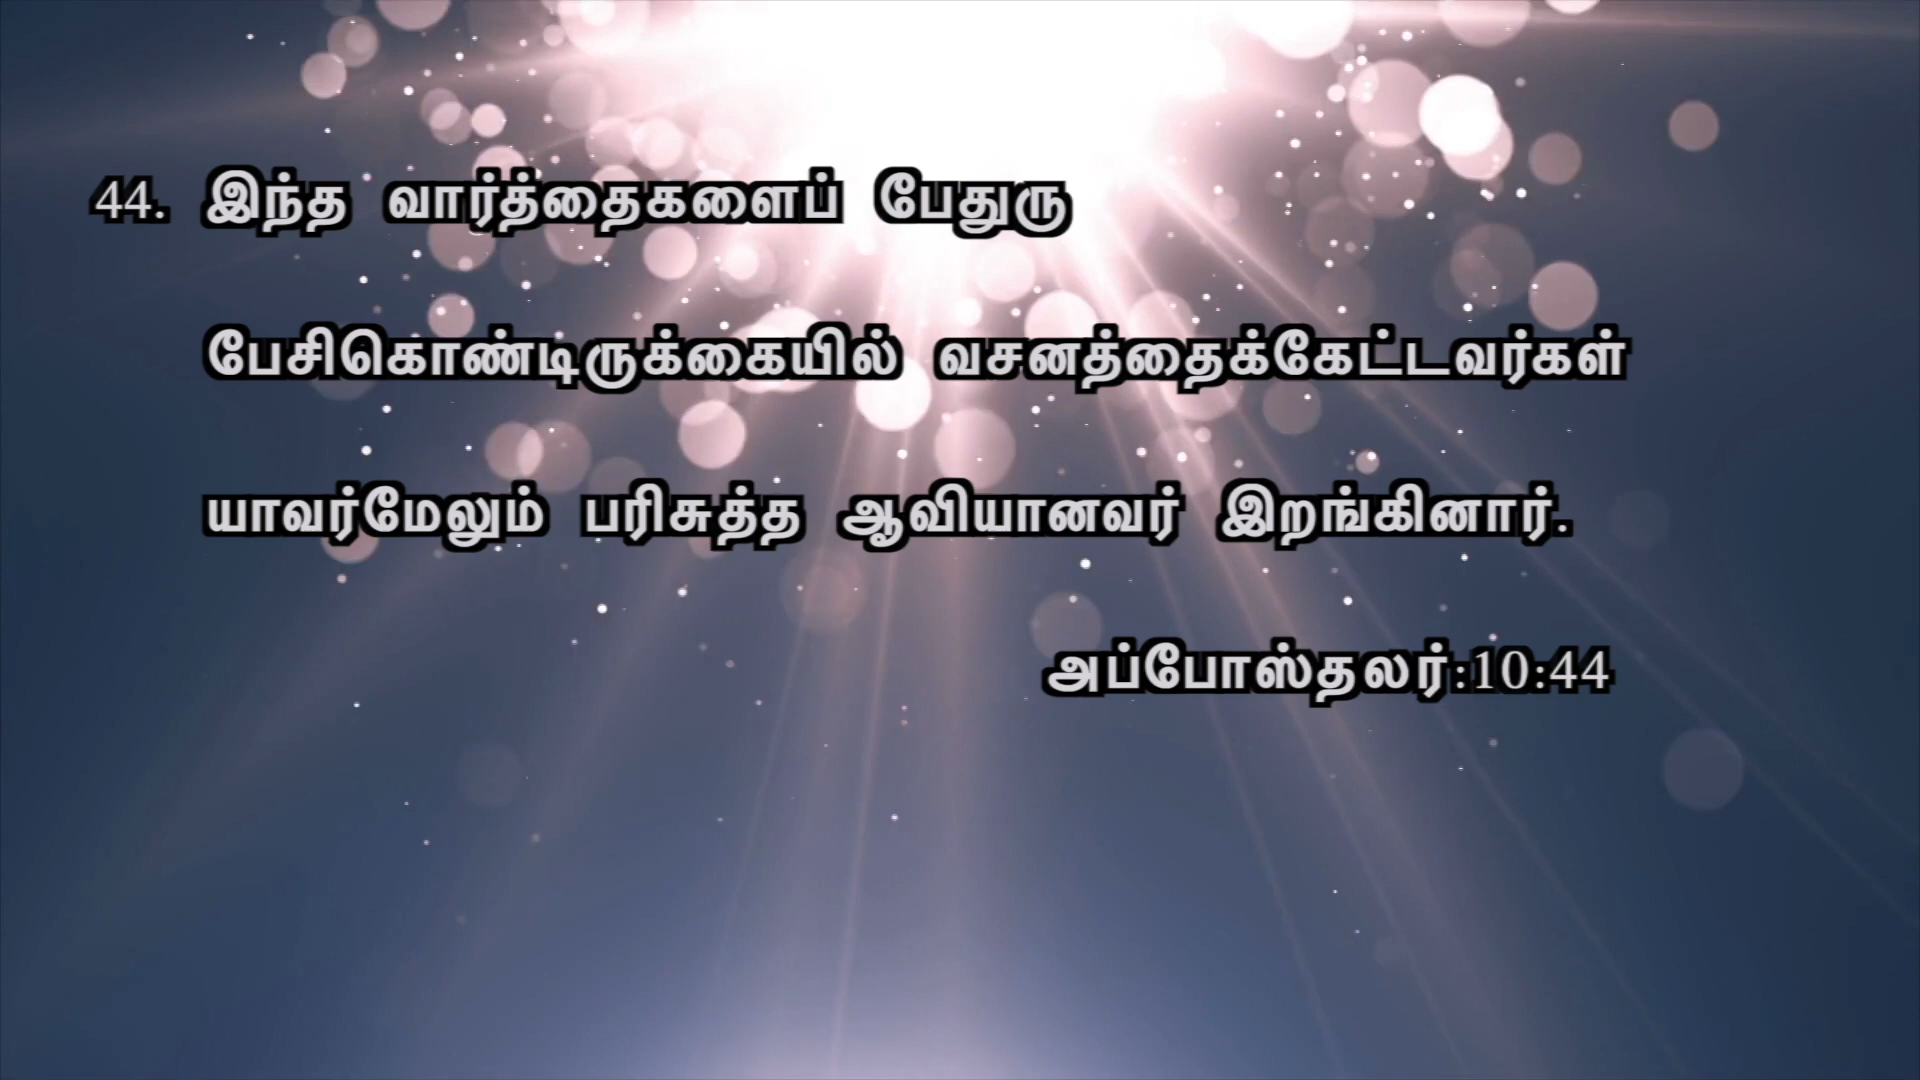 44. இந்த வார்த்தைகளைப் பேதுரு
பேசிகொண்டிருக்கையில் வசனத்தைக்கேட்டவர்கள்
யாவர்மேலும் பரிசுத்த ஆவியானவர் இறங்கினார்.
அப்போஸ்தலர்:10:44